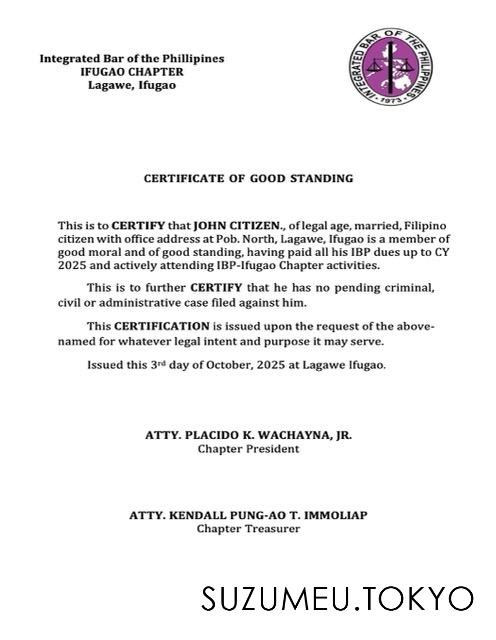 Integrated Bar of the Phillipines
IFUGAO CHAPTER
Lagawe, Ifugao
INTEGRATED BAR OF THE PHILIPPINES
1973
CERTIFICATE OF GOOD STANDING
This is to CERTIFY that JOHN CITIZEN., of legal age, married, Filipino
citizen with office address at Pob. North, Lagawe, Ifugao is a member of
good moral and of good standing, having paid all his IBP dues up to CY
2025 and actively attending IBP-Ifugao Chapter activities.
This is to further CERTIFY that he has no pending criminal,
civil or administrative case filed against him.
This CERTIFICATION is issued upon the request of the above-
named for whatever legal intent and purpose it may serve.
Issued this 3rd day of October, 2025 at Lagawe Ifugao.
ATTY. PLACIDO K. WACHAYNA, JR.
Chapter President
ATTY. KENDALL PUNG-AO T. IMMOLIAP
Chapter Treasurer
SUZUMEU.TOKYO